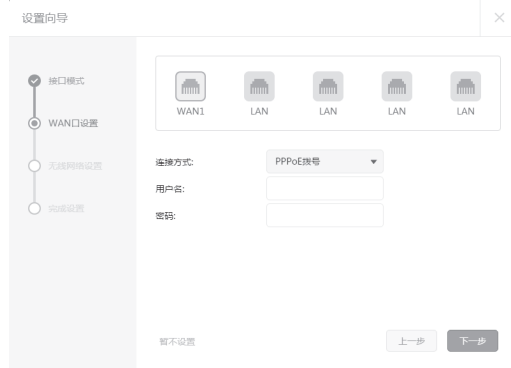 设置向导
接口模式
WAN口设置
无线网络设置
完成设置
WAN1 LAN LAN LAN LAN
连接方式: PPPoE拨号
用户名:
密码:
暂不设置 上一步 下一步